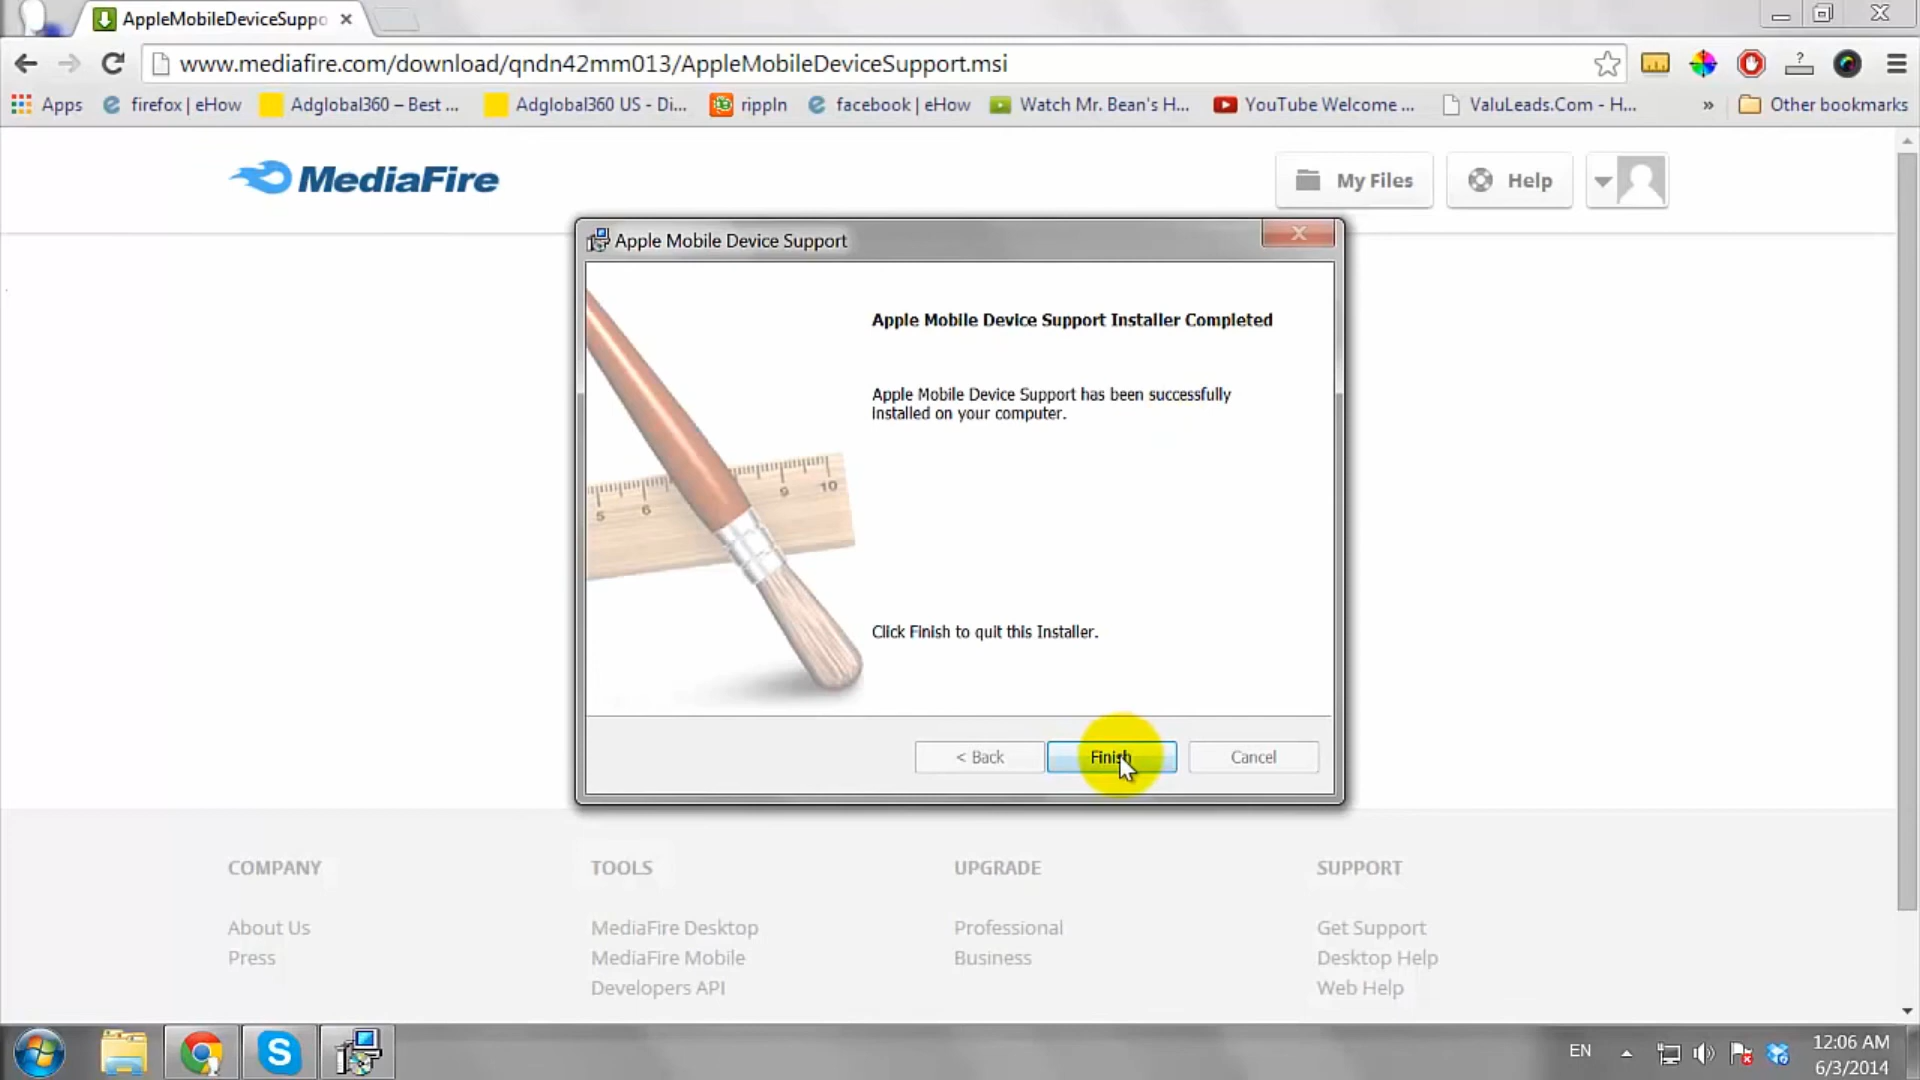 AppleMobileDeviceSuppo
www.mediafire.com/download/qndn42mm013/AppleMobileDeviceSupport.msi
Apps
firefox | eHow
Adglobal360 – Best ...
Adglobal360 US - Di...
rippln
facebook | eHow
Watch Mr. Bean's H...
YouTube Welcome ...
ValuLeads.Com - H...
»
Other bookmarks
MediaFire
My Files
Help
Apple Mobile Device Support
Apple Mobile Device Support Installer Completed
Apple Mobile Device Support has been successfully
installed on your computer.
5 6 9 10
Click Finish to quit this Installer.
< Back
Finish
Cancel
COMPANY
About Us
Press
TOOLS
MediaFire Desktop
MediaFire Mobile
Developers API
UPGRADE
Professional
Business
SUPPORT
Get Support
Desktop Help
Web Help
EN
12:06 AM
6/3/2014